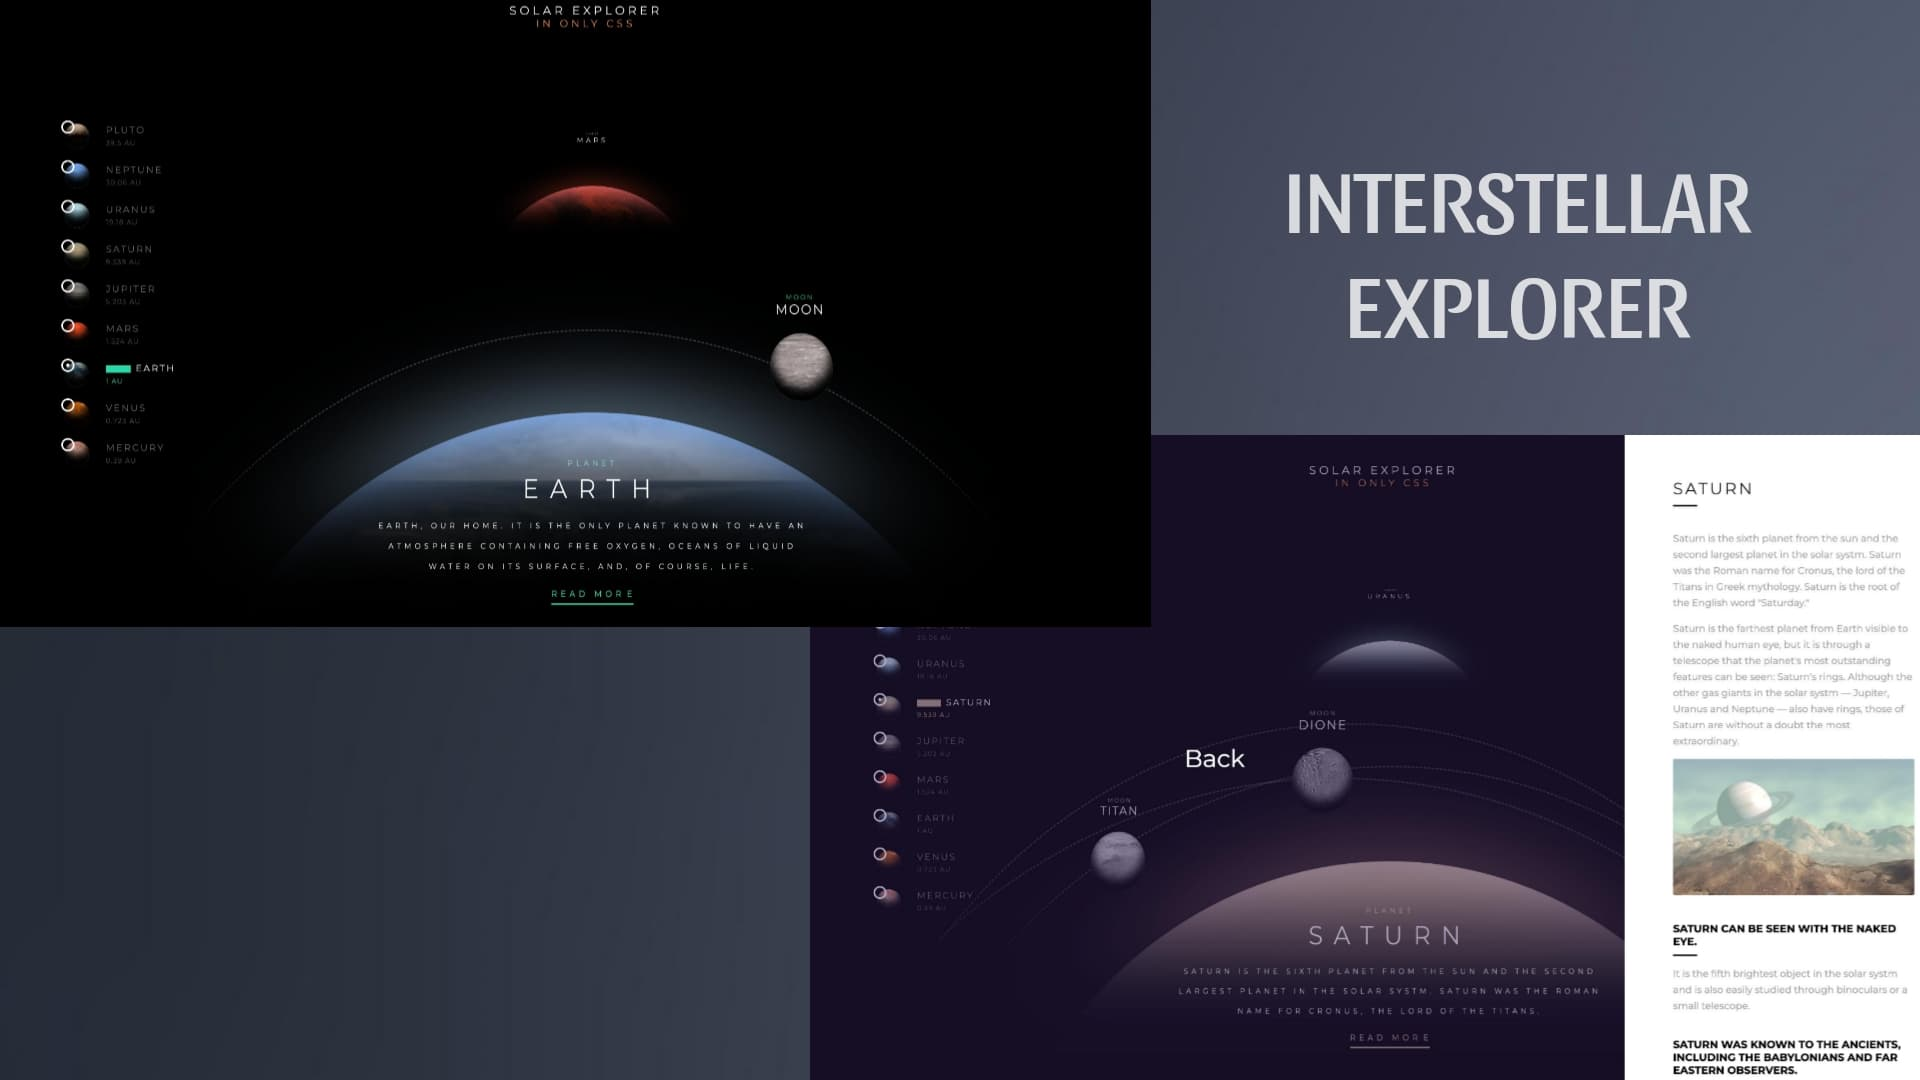 SOLAR EXPLORER
IN ONLY CSS
PLUTO
39.5 AU
NEPTUNE
30.06 AU
URANUS
19.18 AU
SATURN
9.539 AU
JUPITER
5.203 AU
MARS
1.524 AU
EARTH
1 AU
VENUS
0.723 AU
MERCURY
0.39 AU
MARS
MOON
MOON
PLANET
EARTH
EARTH, OUR HOME. IT IS THE ONLY PLANET KNOWN TO HAVE AN
ATMOSPHERE CONTAINING FREE OXYGEN, OCEANS OF LIQUID
WATER ON ITS SURFACE, AND, OF COURSE, LIFE.
READ MORE
INTERSTELLAR
EXPLORER
SOLAR EXPLORER
IN ONLY CSS
30.06 AU
URANUS
19.18 AU
SATURN
9.539 AU
JUPITER
5.203 AU
MARS
1.524 AU
EARTH
1 AU
VENUS
0.723 AU
MERCURY
0.39 AU
URANUS
MOON
DIONE
Back
MOON
TITAN
PLANET
SATURN
SATURN IS THE SIXTH PLANET FROM THE SUN AND THE SECOND
LARGEST PLANET IN THE SOLAR SYSTM. SATURN WAS THE ROMAN
NAME FOR CRONUS, THE LORD OF THE TITANS.
READ MORE
SATURN
Saturn is the sixth planet from the sun and the
second largest planet in the solar systm. Saturn
was the Roman name for Cronus, the lord of the
Titans in Greek mythology. Saturn is the root of
the English word "Saturday."
Saturn is the farthest planet from Earth visible to
the naked human eye, but it is through a
telescope that the planet's most outstanding
features can be seen: Saturn's rings. Although the
other gas giants in the solar systm — Jupiter,
Uranus and Neptune — also have rings, those of
Saturn are without a doubt the most
extraordinary.
SATURN CAN BE SEEN WITH THE NAKED
EYE.
It is the fifth brightest object in the solar systm
and is also easily studied through binoculars or a
small telescope.
SATURN WAS KNOWN TO THE ANCIENTS,
INCLUDING THE BABYLONIANS AND FAR
EASTERN OBSERVERS.